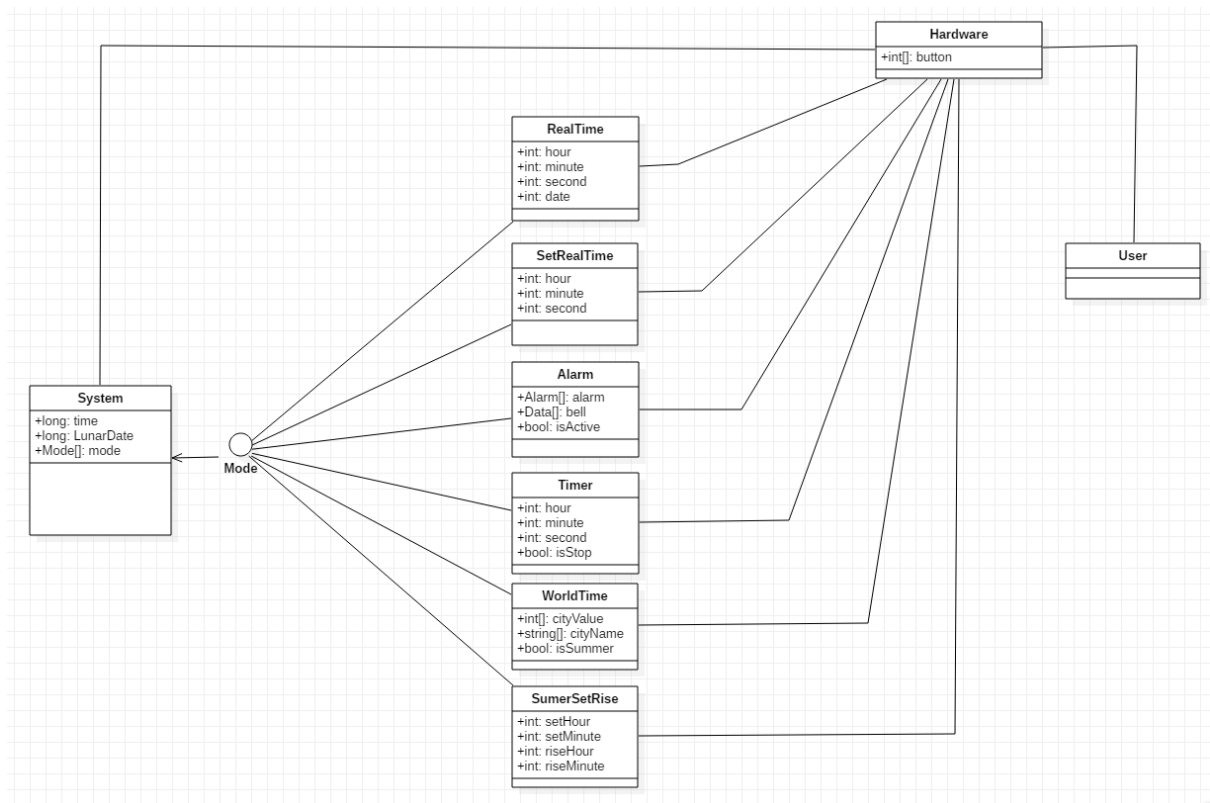 Hardware
+int[]: button
RealTime
+int: hour
+int: minute
+int: second
+int: date
SetRealTime
+int: hour
+int: minute
+int: second
User
Alarm
+Alarm[]: alarm
+Data[]: bell
+bool: isActive
System
+long: time
+long: LunarDate
+Mode[]: mode
Mode
Timer
+int: hour
+int: minute
+int: second
+bool: isStop
WorldTime
+int[]: cityValue
+string[]: cityName
+bool: isSummer
SumerSetRise
+int: setHour
+int: setMinute
+int: riseHour
+int: riseMinute